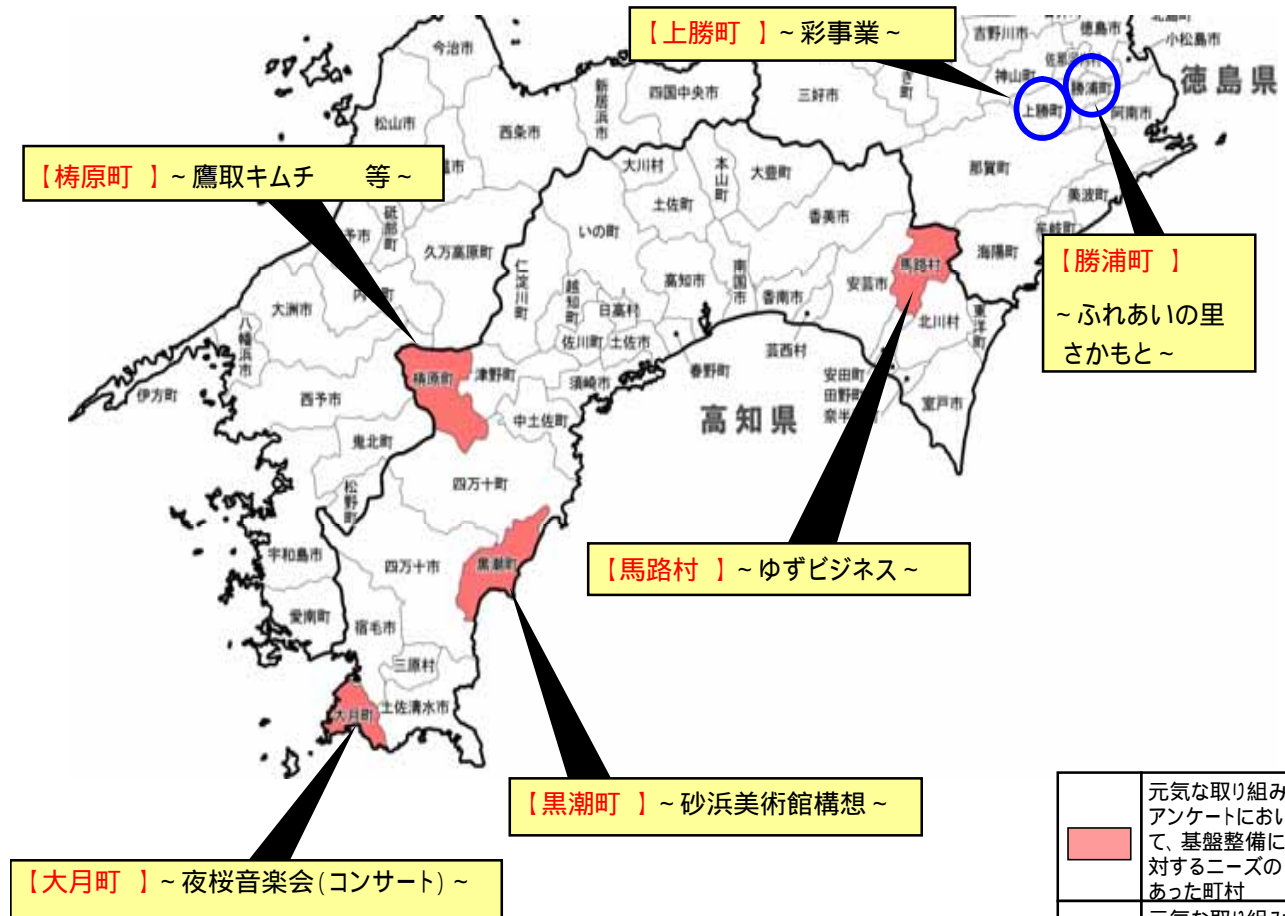 【上勝町 】~彩事業~
今治市
新居浜市
四国中央市
三好市
き町
吉野川市
徳島市
小松島市
神山町
勝浦町
上勝町
阿南市
徳島県
松山市
西条市
【梼原町 】~鷹取キムチ 等~
大川村
本山町
大豊町
那賀町
美波町
牟岐町
土佐町
香美市
砥部町
予市
久万高原町
いの町
仁淀川町
海陽町
馬路村
【勝浦町 】
~ふれあいの里
さかもと~
高知市
南国市
越知町
日高村
香南市
安芸市
北川村
東洋町
大洲市
八幡浜市
佐川町
土佐市
芸西村
春野町
伊方町
梼原町
津野町
須崎市
安田町
田野町
奈半
室戸市
西予市
中土佐町
高知県
鬼北町
松野町
四万十町
宇和島市
四万十市
黒潮町
【馬路村 】~ゆずビジネス~
愛南町
宿毛市
三原村
大月町
土佐清水市
【黒潮町 】~砂浜美術館構想~
【大月町 】~夜桜音楽会(コンサート)~
元気な取り組み
アンケートにおい
て、基盤整備に
対するニーズの
あった町村
元気な取り組み